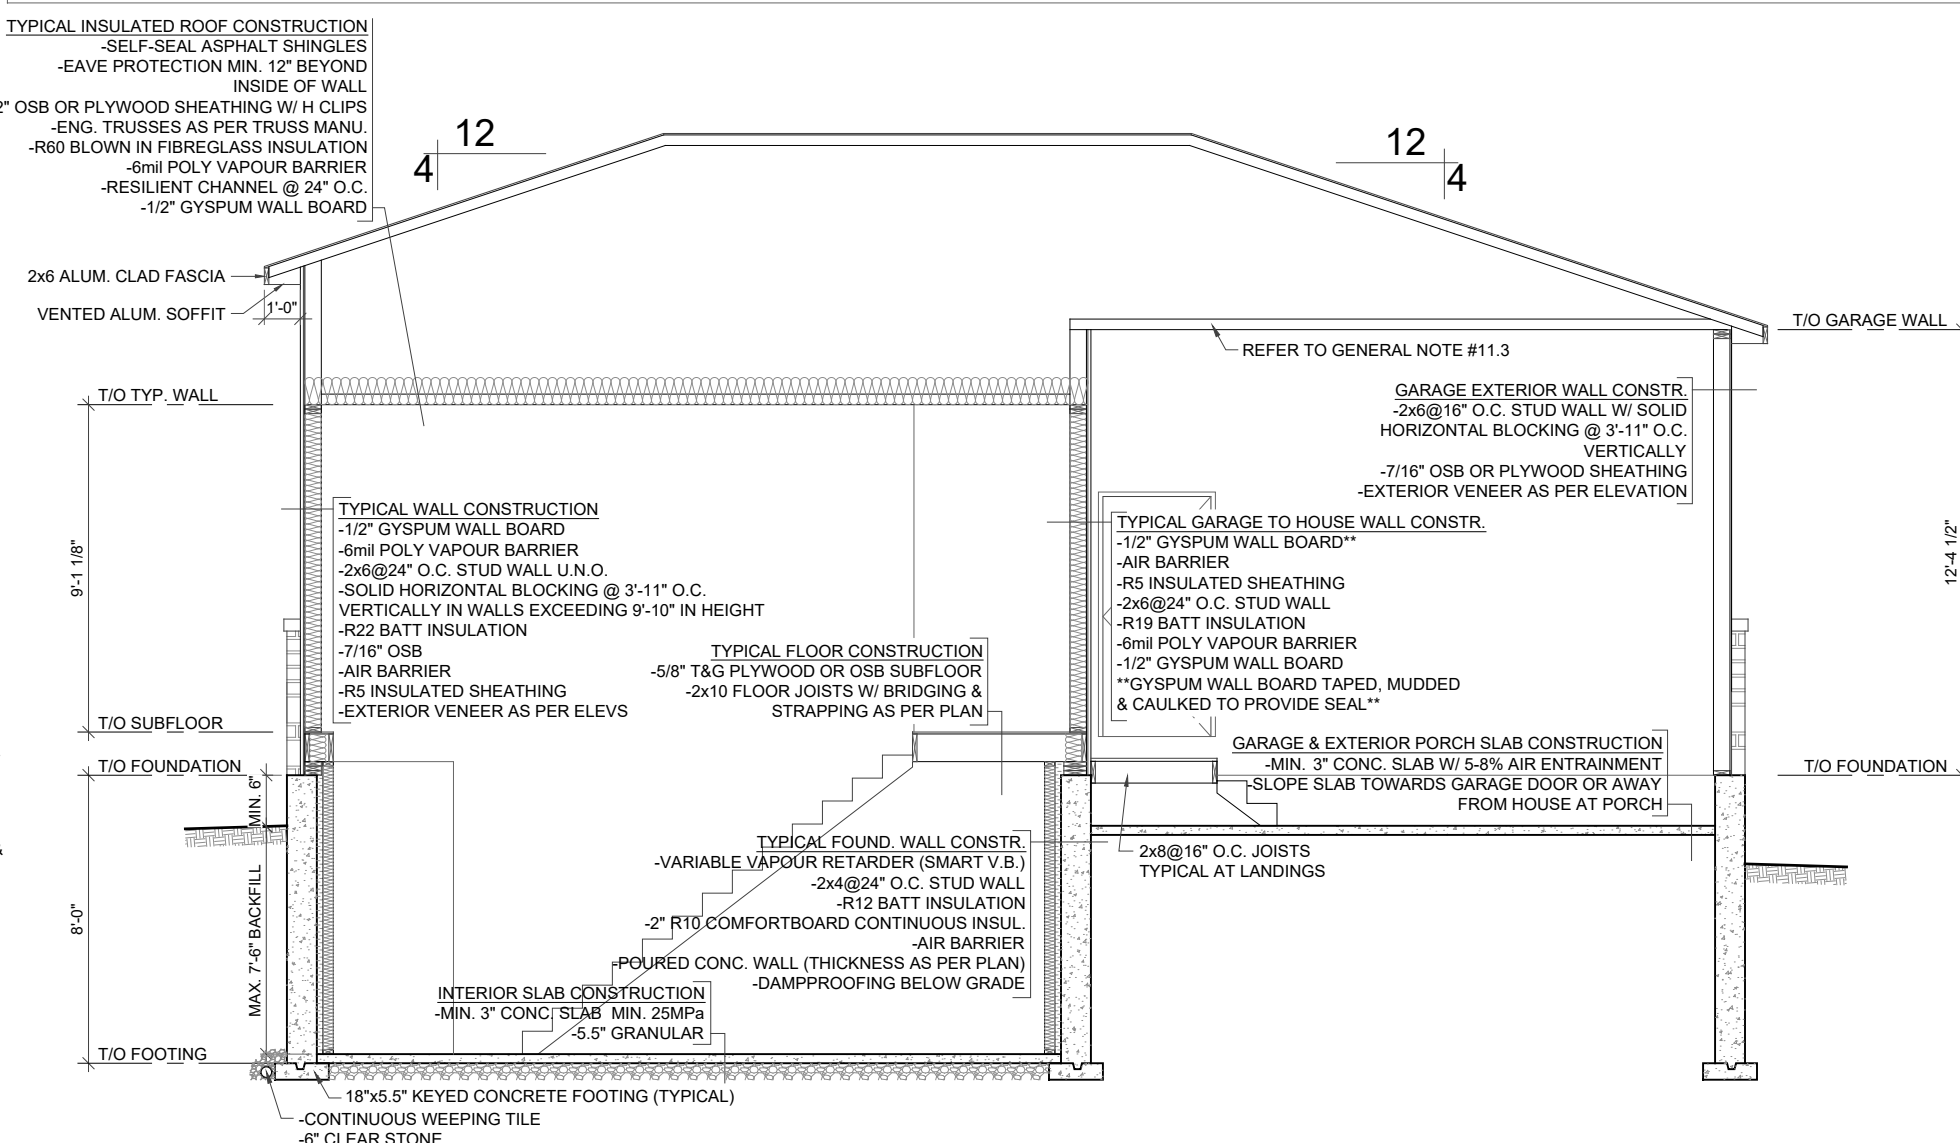 TYPICAL INSULATED ROOF CONSTRUCTION
-SELF-SEAL ASPHALT SHINGLES
-EAVE PROTECTION MIN. 12" BEYOND
INSIDE OF WALL
2" OSB OR PLYWOOD SHEATHING W/ H CLIPS
-ENG. TRUSSES AS PER TRUSS MANU.
-R60 BLOWN IN FIBREGLASS INSULATION
-6mil POLY VAPOUR BARRIER
-RESILIENT CHANNEL @ 24" O.C.
-1/2" GYSPUM WALL BOARD
12
4
12
4
2x6 ALUM. CLAD FASCIA
VENTED ALUM. SOFFIT
1'-0"
T/O GARAGE WALL
REFER TO GENERAL NOTE #11.3
T/O TYP. WALL
GARAGE EXTERIOR WALL CONSTR.
-2x6@16" O.C. STUD WALL W/ SOLID
HORIZONTAL BLOCKING @ 3'-11" O.C.
VERTICALLY
-7/16" OSB OR PLYWOOD SHEATHING
-EXTERIOR VENEER AS PER ELEVATION
9'-1 1/8"
TYPICAL WALL CONSTRUCTION
-1/2" GYSPUM WALL BOARD
-6mil POLY VAPOUR BARRIER
-2x6@24" O.C. STUD WALL U.N.O.
-SOLID HORIZONTAL BLOCKING @ 3'-11" O.C.
VERTICALLY IN WALLS EXCEEDING 9'-10" IN HEIGHT
-R22 BATT INSULATION
-7/16" OSB
-AIR BARRIER
-R5 INSULATED SHEATHING
-EXTERIOR VENEER AS PER ELEVS
TYPICAL FLOOR CONSTRUCTION
-5/8" T&G PLYWOOD OR OSB SUBFLOOR
-2x10 FLOOR JOISTS W/ BRIDGING &
STRAPPING AS PER PLAN
TYPICAL GARAGE TO HOUSE WALL CONSTR.
-1/2" GYSPUM WALL BOARD**
-AIR BARRIER
-R5 INSULATED SHEATHING
-2x6@24" O.C. STUD WALL
-R19 BATT INSULATION
-6mil POLY VAPOUR BARRIER
-1/2" GYSPUM WALL BOARD
**GYSPUM WALL BOARD TAPED, MUDDED
& CAULKED TO PROVIDE SEAL**
12'-4 1/2"
T/O SUBFLOOR
T/O FOUNDATION
GARAGE & EXTERIOR PORCH SLAB CONSTRUCTION
-MIN. 3" CONC. SLAB W/ 5-8% AIR ENTRAINMENT
-SLOPE SLAB TOWARDS GARAGE DOOR OR AWAY
FROM HOUSE AT PORCH
T/O FOUNDATION
MIN. 6"
MAX. 7'-6" BACKFILL
8'-0"
&
TYPICAL FOUND. WALL CONSTR.
-VARIABLE VAPOUR RETARDER (SMART V.B.)
-2x4@24" O.C. STUD WALL
-R12 BATT INSULATION
-2" R10 COMFORTBOARD CONTINUOUS INSUL.
-AIR BARRIER
-POURED CONC. WALL (THICKNESS AS PER PLAN)
-DAMPPROOFING BELOW GRADE
2x8@16" O.C. JOISTS
TYPICAL AT LANDINGS
INTERIOR SLAB CONSTRUCTION
-MIN. 3" CONC. SLAB MIN. 25MPa
-5.5" GRANULAR
T/O FOOTING
18"x5.5" KEYED CONCRETE FOOTING (TYPICAL)
-CONTINUOUS WEEPING TILE
-6" CLEAR STONE